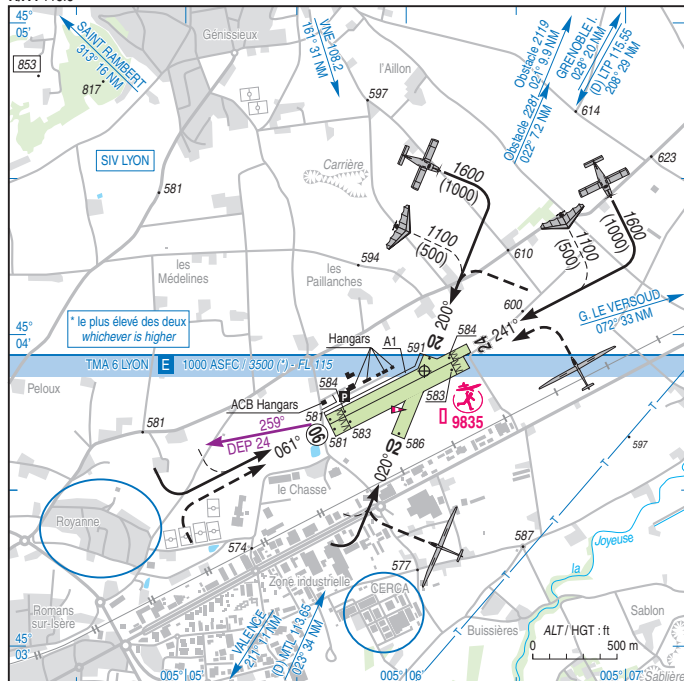 45°
05'
SAINT RAMBERT
313° 16 NM
853
817
Génissieux
VNE 108.2
161° 31 NM
l'Aillon
597
Obstacle 2119
021° 9.9 NM
Obstacle 2281
022° 7.2 NM
GRENOBLE I.
028° 20 NM
(D) LTP 115.55
208° 29 NM
614
623
SIV LYON
581
Carrière
1600
(1000)
1100
(500)
1600
(1000)
1100
(500)
594
610
les
Médelines
les
Paillanches
600
G. LE VERSOUD
072° 33 NM
* le plus élevé des deux
whichever is higher
45°
04'
200°
20
241°
24
Hangars
A1
591
584
TMA 6 LYON E 1000 ASFC / 3500 (*) - FL 115
Peloux
ACB Hangars
584
P
581
583
9835
581
259°
DEP 24
06
061°
581
583
02
586
020°
597
le Chasse
Royanne
574
577
587
Joyeuse
la
Zone industrielle
CERCA
Romans
sur-Isère
VALENCE
211° 11 NM
(D) MTL 113.65
023° 34 NM
Buissières
Sablon
ALT / HGT : ft
0
500 m
45°
03'
005° 05'
005° 06'
005° 07'
Sablière
T
T
T